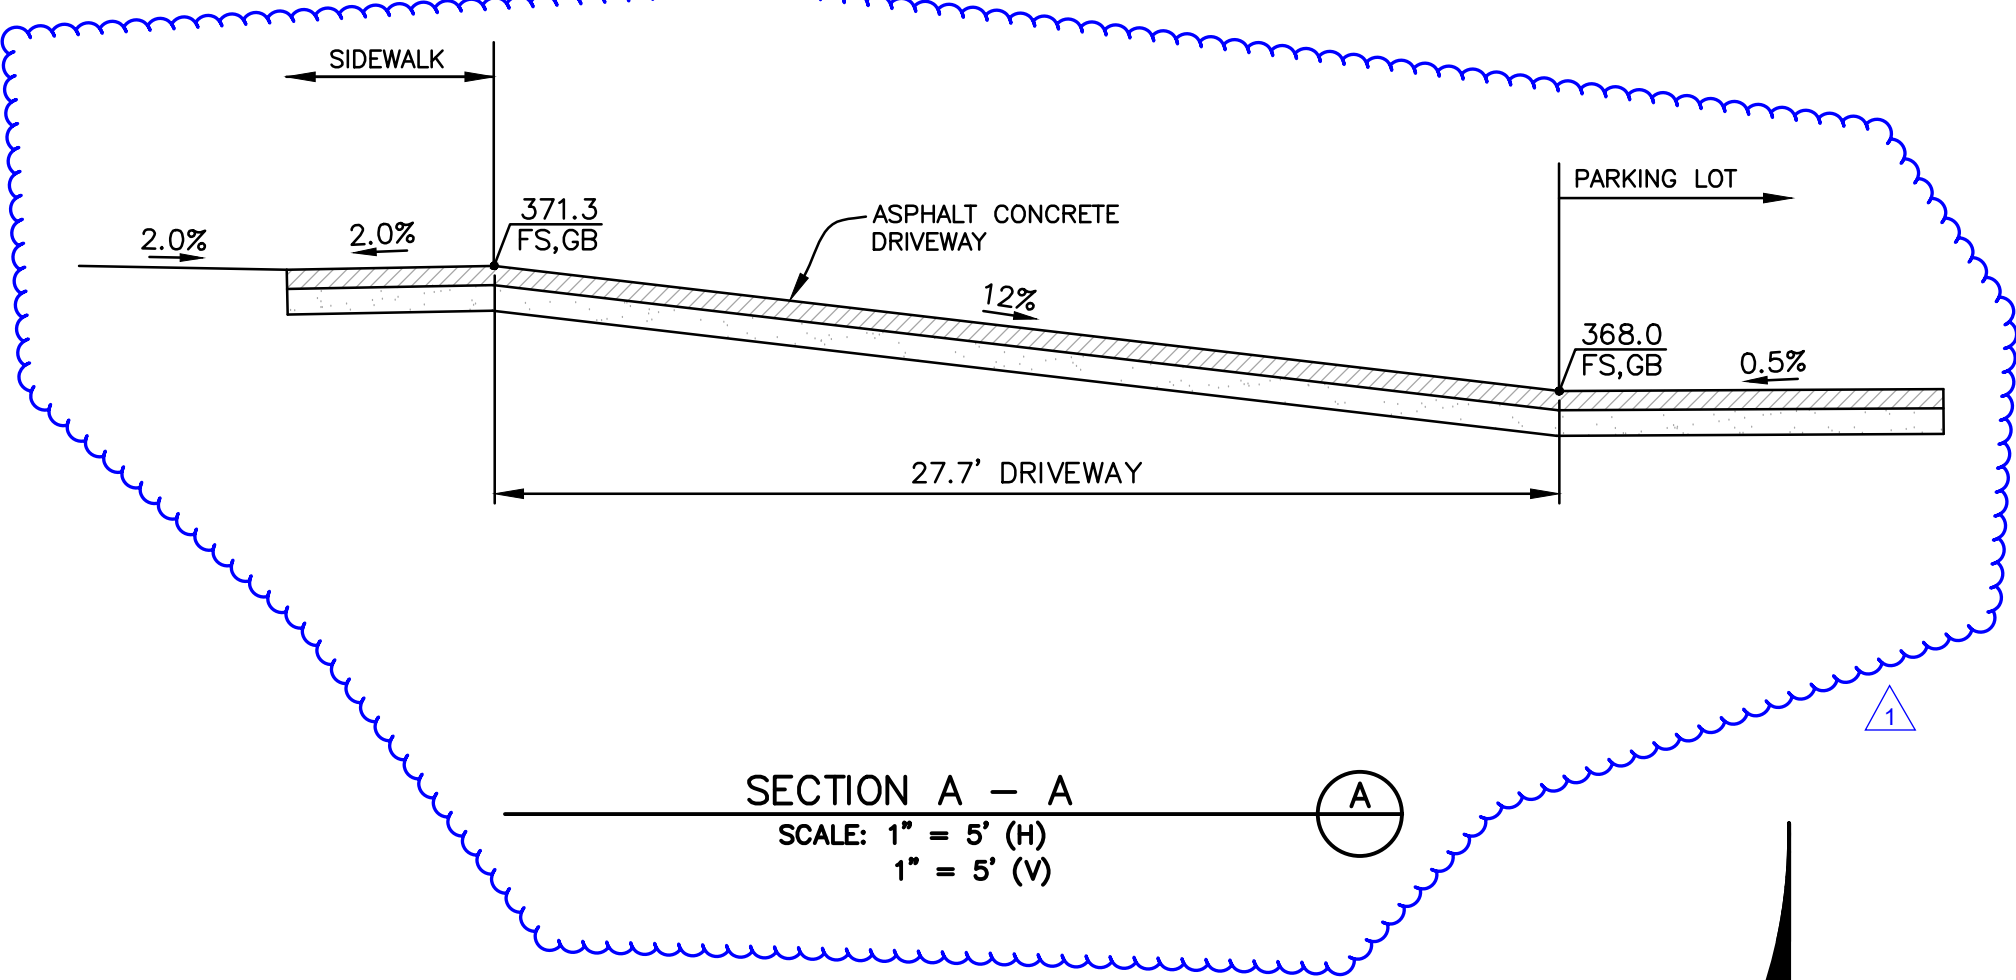 SIDEWALK
PARKING LOT
371.3
FS,GB
ASPHALT CONCRETE
DRIVEWAY
2.0%
2.0%
12%
368.0
FS,GB
0.5%
27.7' DRIVEWAY
1
SECTION A - A
A
SCALE: 1" = 5' (H)
1" = 5' (V)